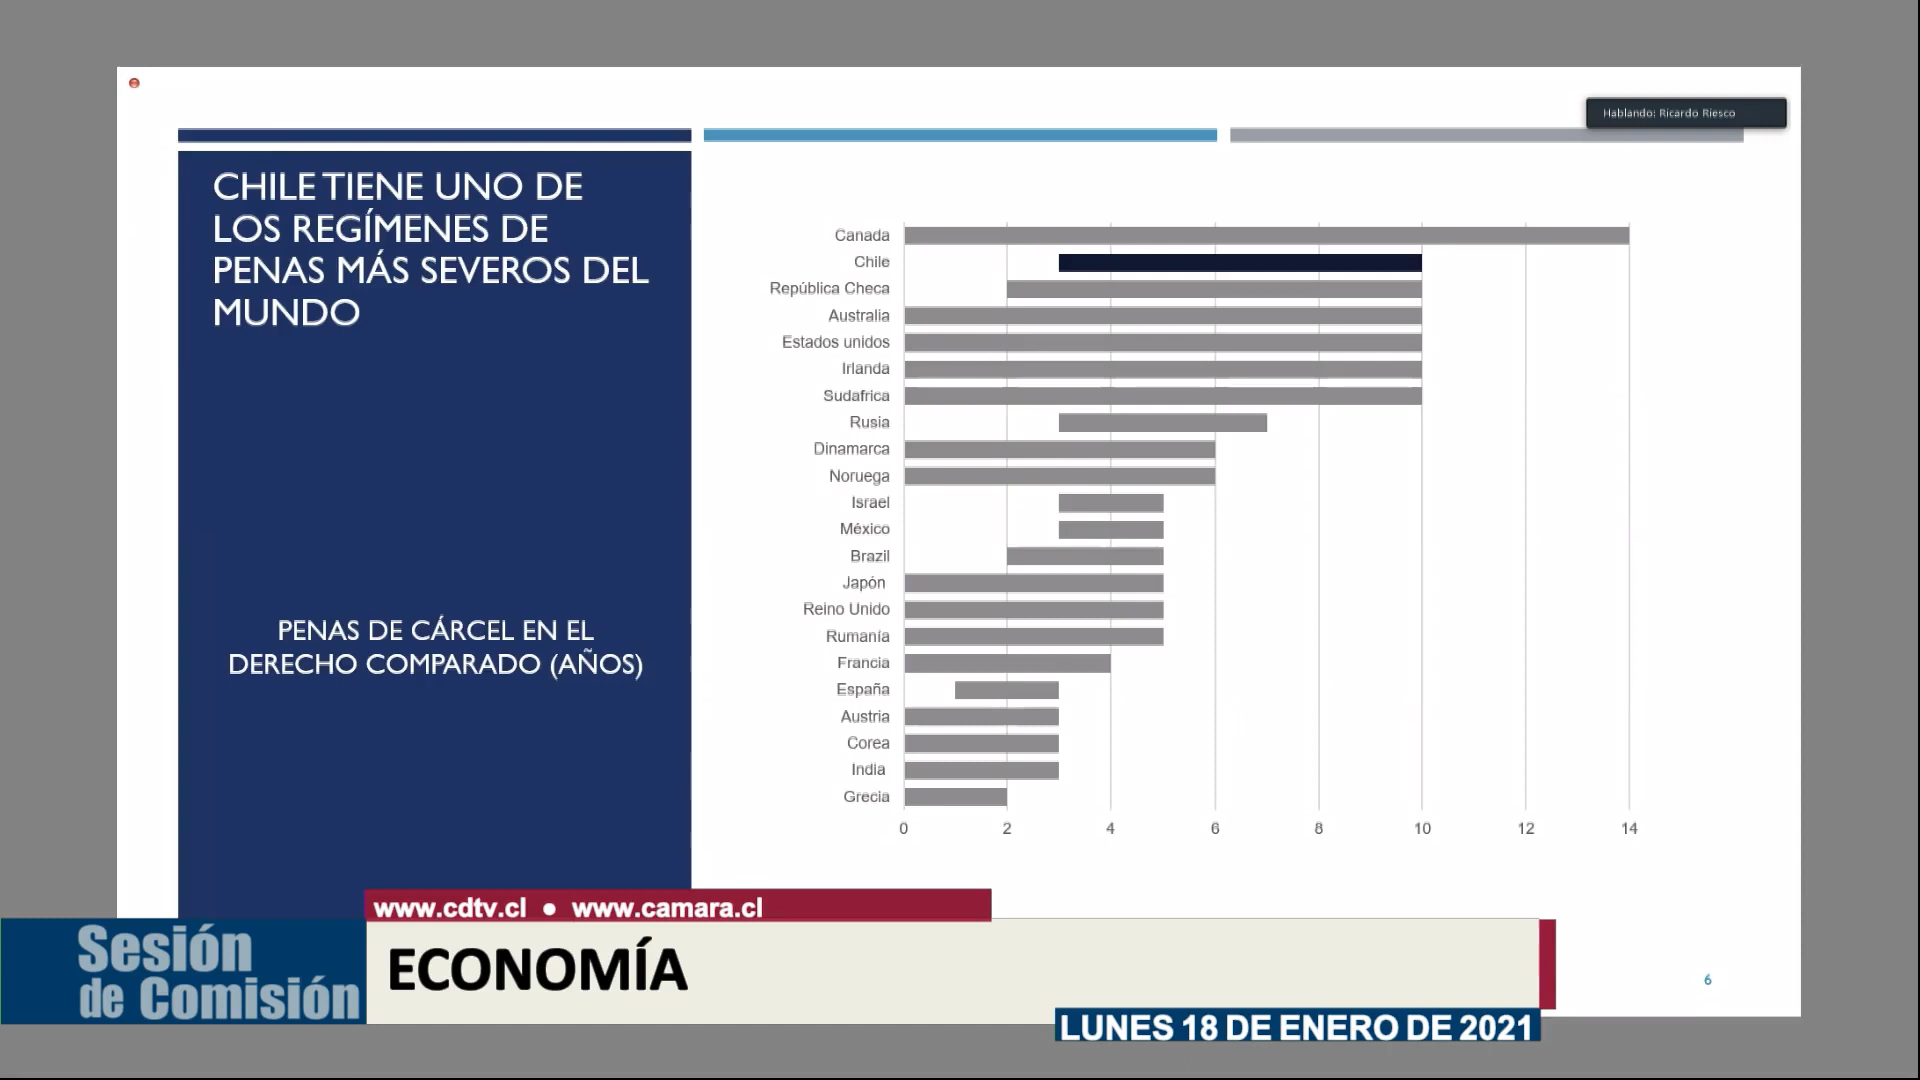 Hablando: Ricardo Riesco
CHILE TIENE UNO DE
LOS REGÍMENES DE
PENAS MÁS SEVEROS DEL
MUNDO
PENAS DE CÁRCEL EN EL
DERECHO COMPARADO (AÑOS)
Canada
Chile
República Checa
Australia
Estados unidos
Irlanda
Sudafrica
Rusia
Dinamarca
Noruega
Israel
México
Brazil
Japón
Reino Unido
Rumanía
Francia
España
Austria
Corea
India
Grecia
0 2 4 6 8 10 12 14
www.cdtv.cl ● www.camara.cl
Sesión
de Comisión
ECONOMÍA
6
LUNES 18 DE ENERO DE 2021